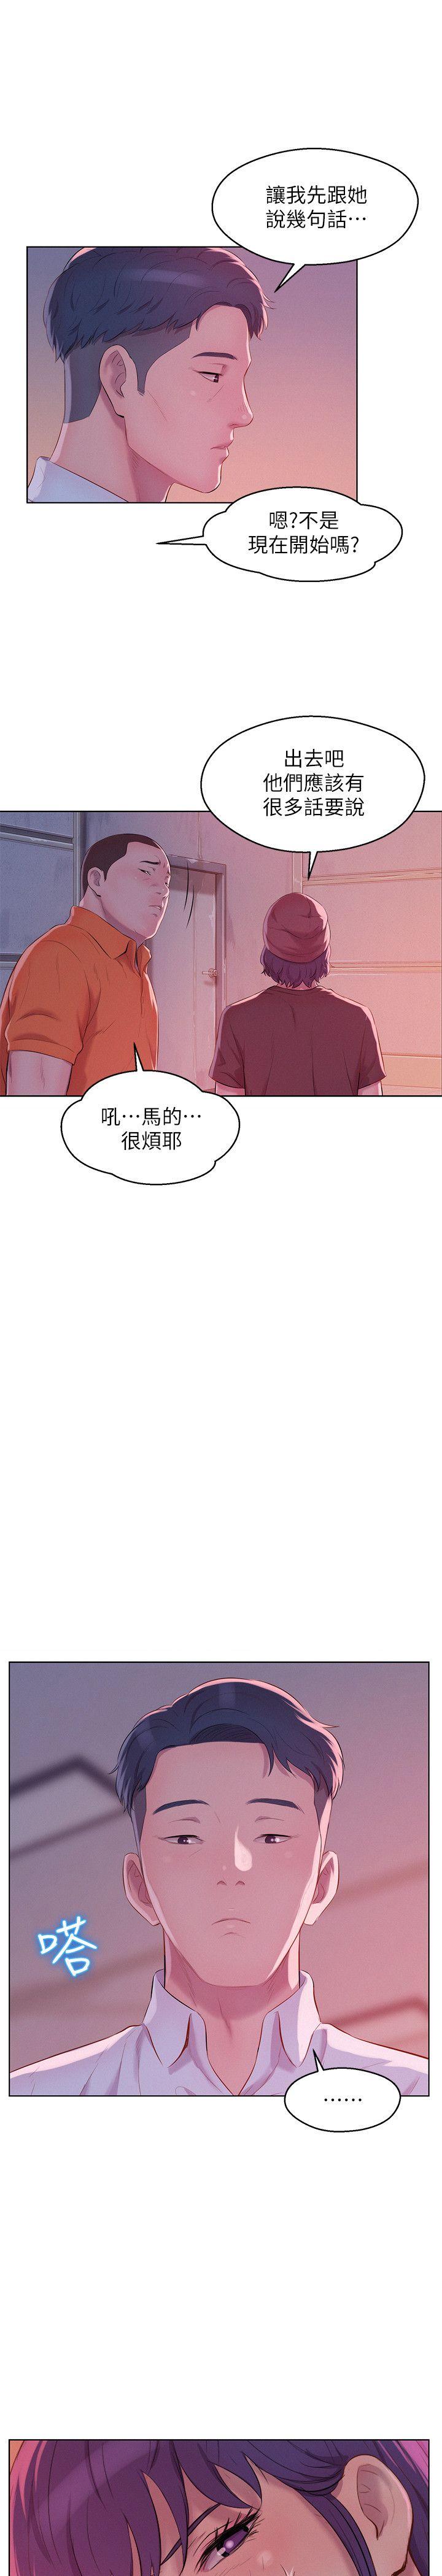 讓我先跟她
說幾句話⋯
嗯?不是
現在開始嗎?
出去吧
他們應該有
很多話要說
吼⋯馬的⋯
很煩耶
嗒
⋯⋯